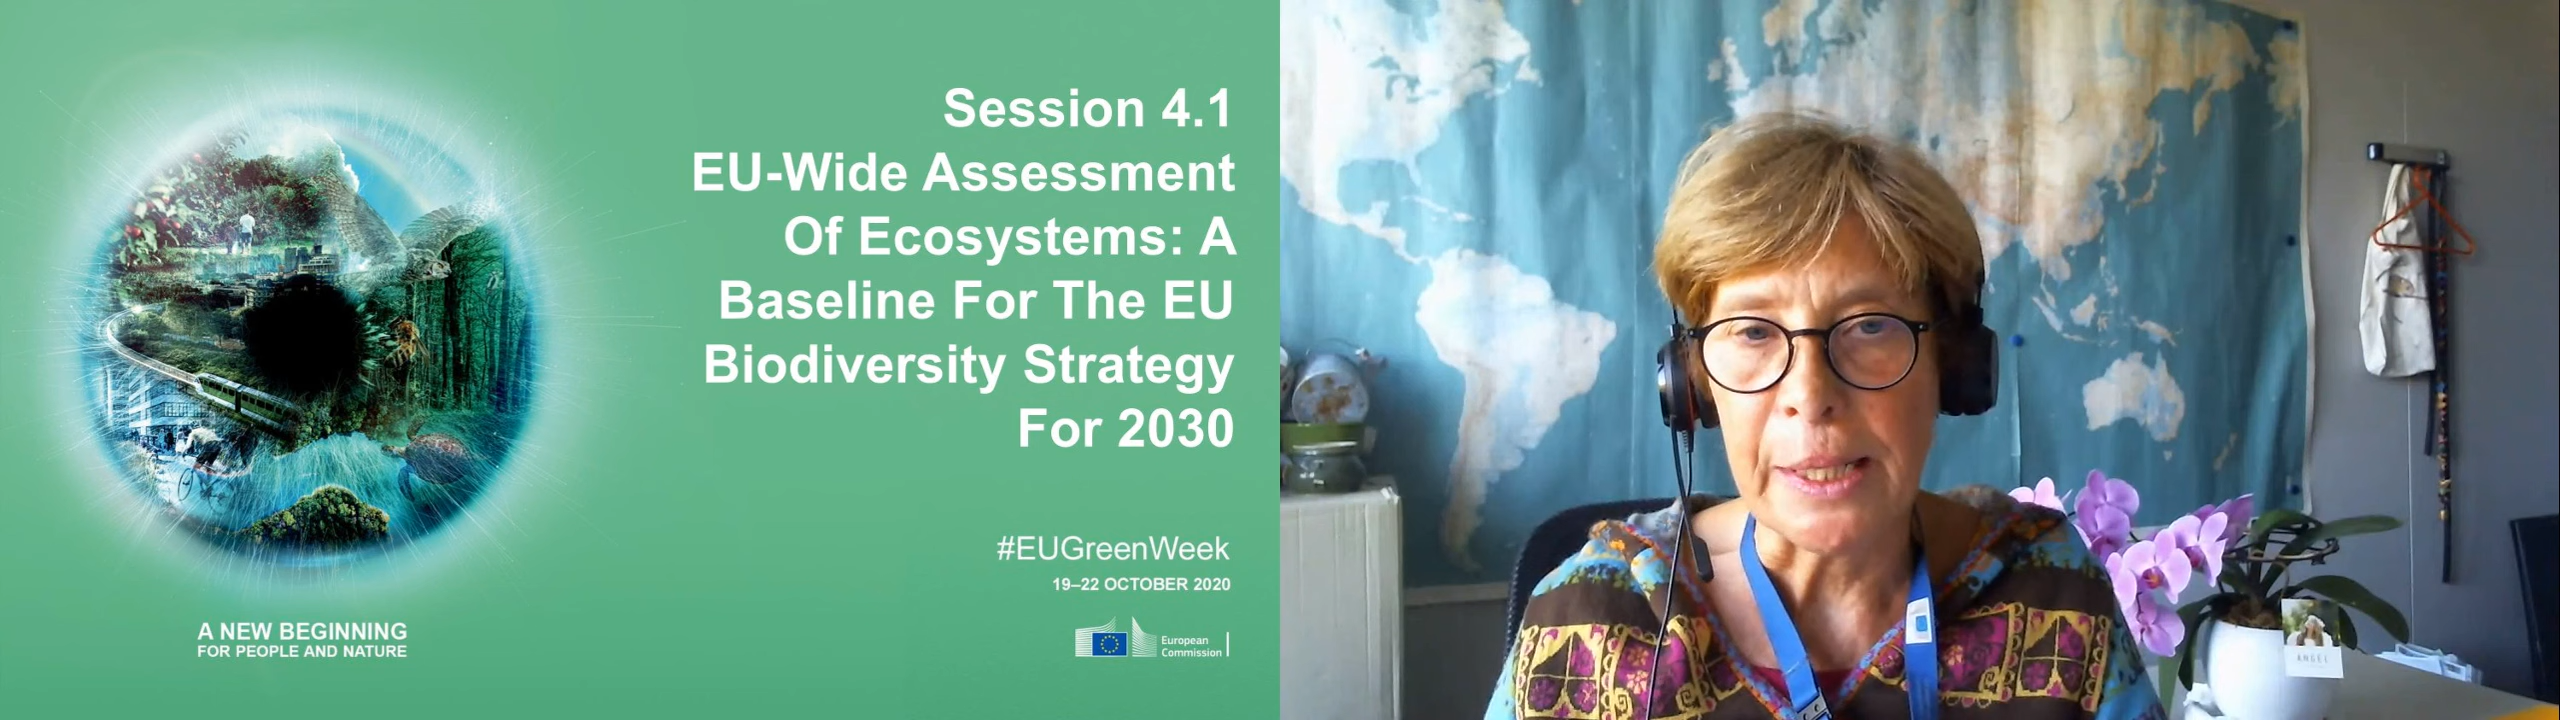 Session 4.1
EU-Wide Assessment
Of Ecosystems: A
Baseline For The EU
Biodiversity Strategy
For 2030
#EUGreenWeek
19–22 OCTOBER 2020
European
Commission
A NEW BEGINNING
FOR PEOPLE AND NATURE
ANGEL